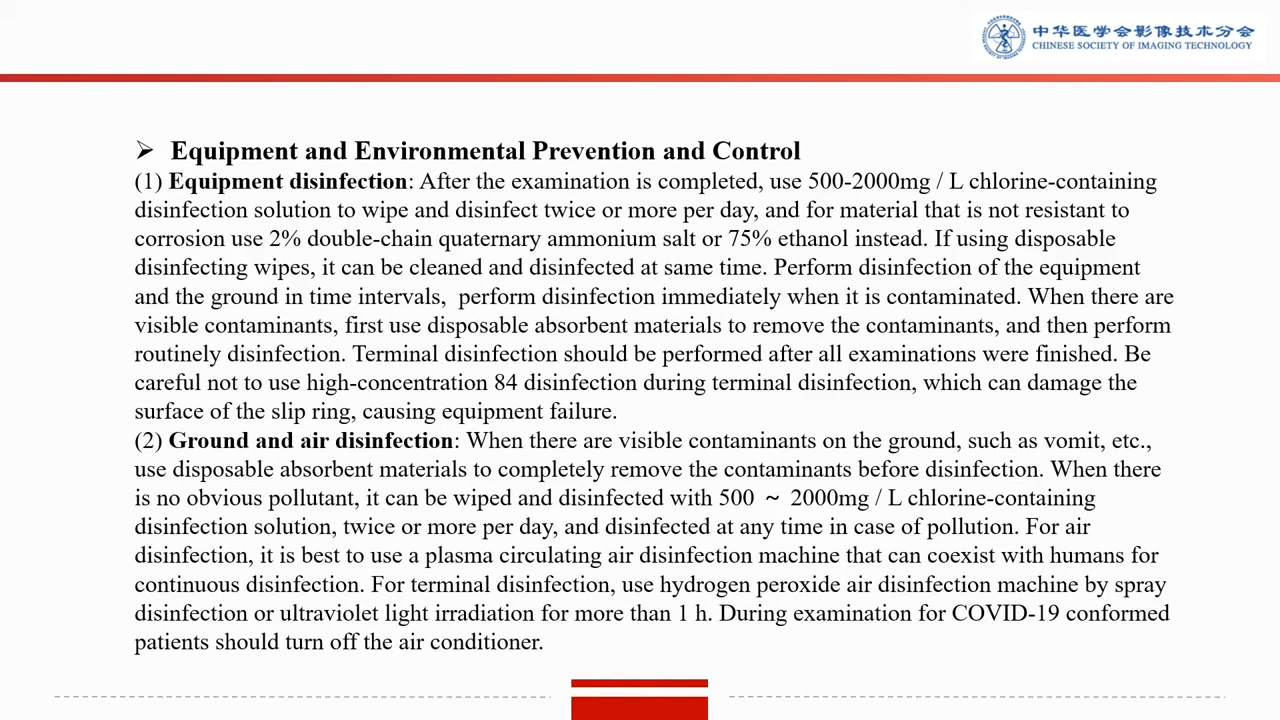 中华医学会影像技术分会
CHINESE SOCIETY OF IMAGING TECHNOLOGY
➢ Equipment and Environmental Prevention and Control
(1) Equipment disinfection: After the examination is completed, use 500-2000mg / L chlorine-containing
disinfection solution to wipe and disinfect twice or more per day, and for material that is not resistant to
corrosion use 2% double-chain quaternary ammonium salt or 75% ethanol instead. If using disposable
disinfecting wipes, it can be cleaned and disinfected at same time. Perform disinfection of the equipment
and the ground in time intervals, perform disinfection immediately when it is contaminated. When there are
visible contaminants, first use disposable absorbent materials to remove the contaminants, and then perform
routinely disinfection. Terminal disinfection should be performed after all examinations were finished. Be
careful not to use high-concentration 84 disinfection during terminal disinfection, which can damage the
surface of the slip ring, causing equipment failure.
(2) Ground and air disinfection: When there are visible contaminants on the ground, such as vomit, etc.,
use disposable absorbent materials to completely remove the contaminants before disinfection. When there
is no obvious pollutant, it can be wiped and disinfected with 500 ～ 2000mg / L chlorine-containing
disinfection solution, twice or more per day, and disinfected at any time in case of pollution. For air
disinfection, it is best to use a plasma circulating air disinfection machine that can coexist with humans for
continuous disinfection. For terminal disinfection, use hydrogen peroxide air disinfection machine by spray
disinfection or ultraviolet light irradiation for more than 1 h. During examination for COVID-19 conformed
patients should turn off the air conditioner.